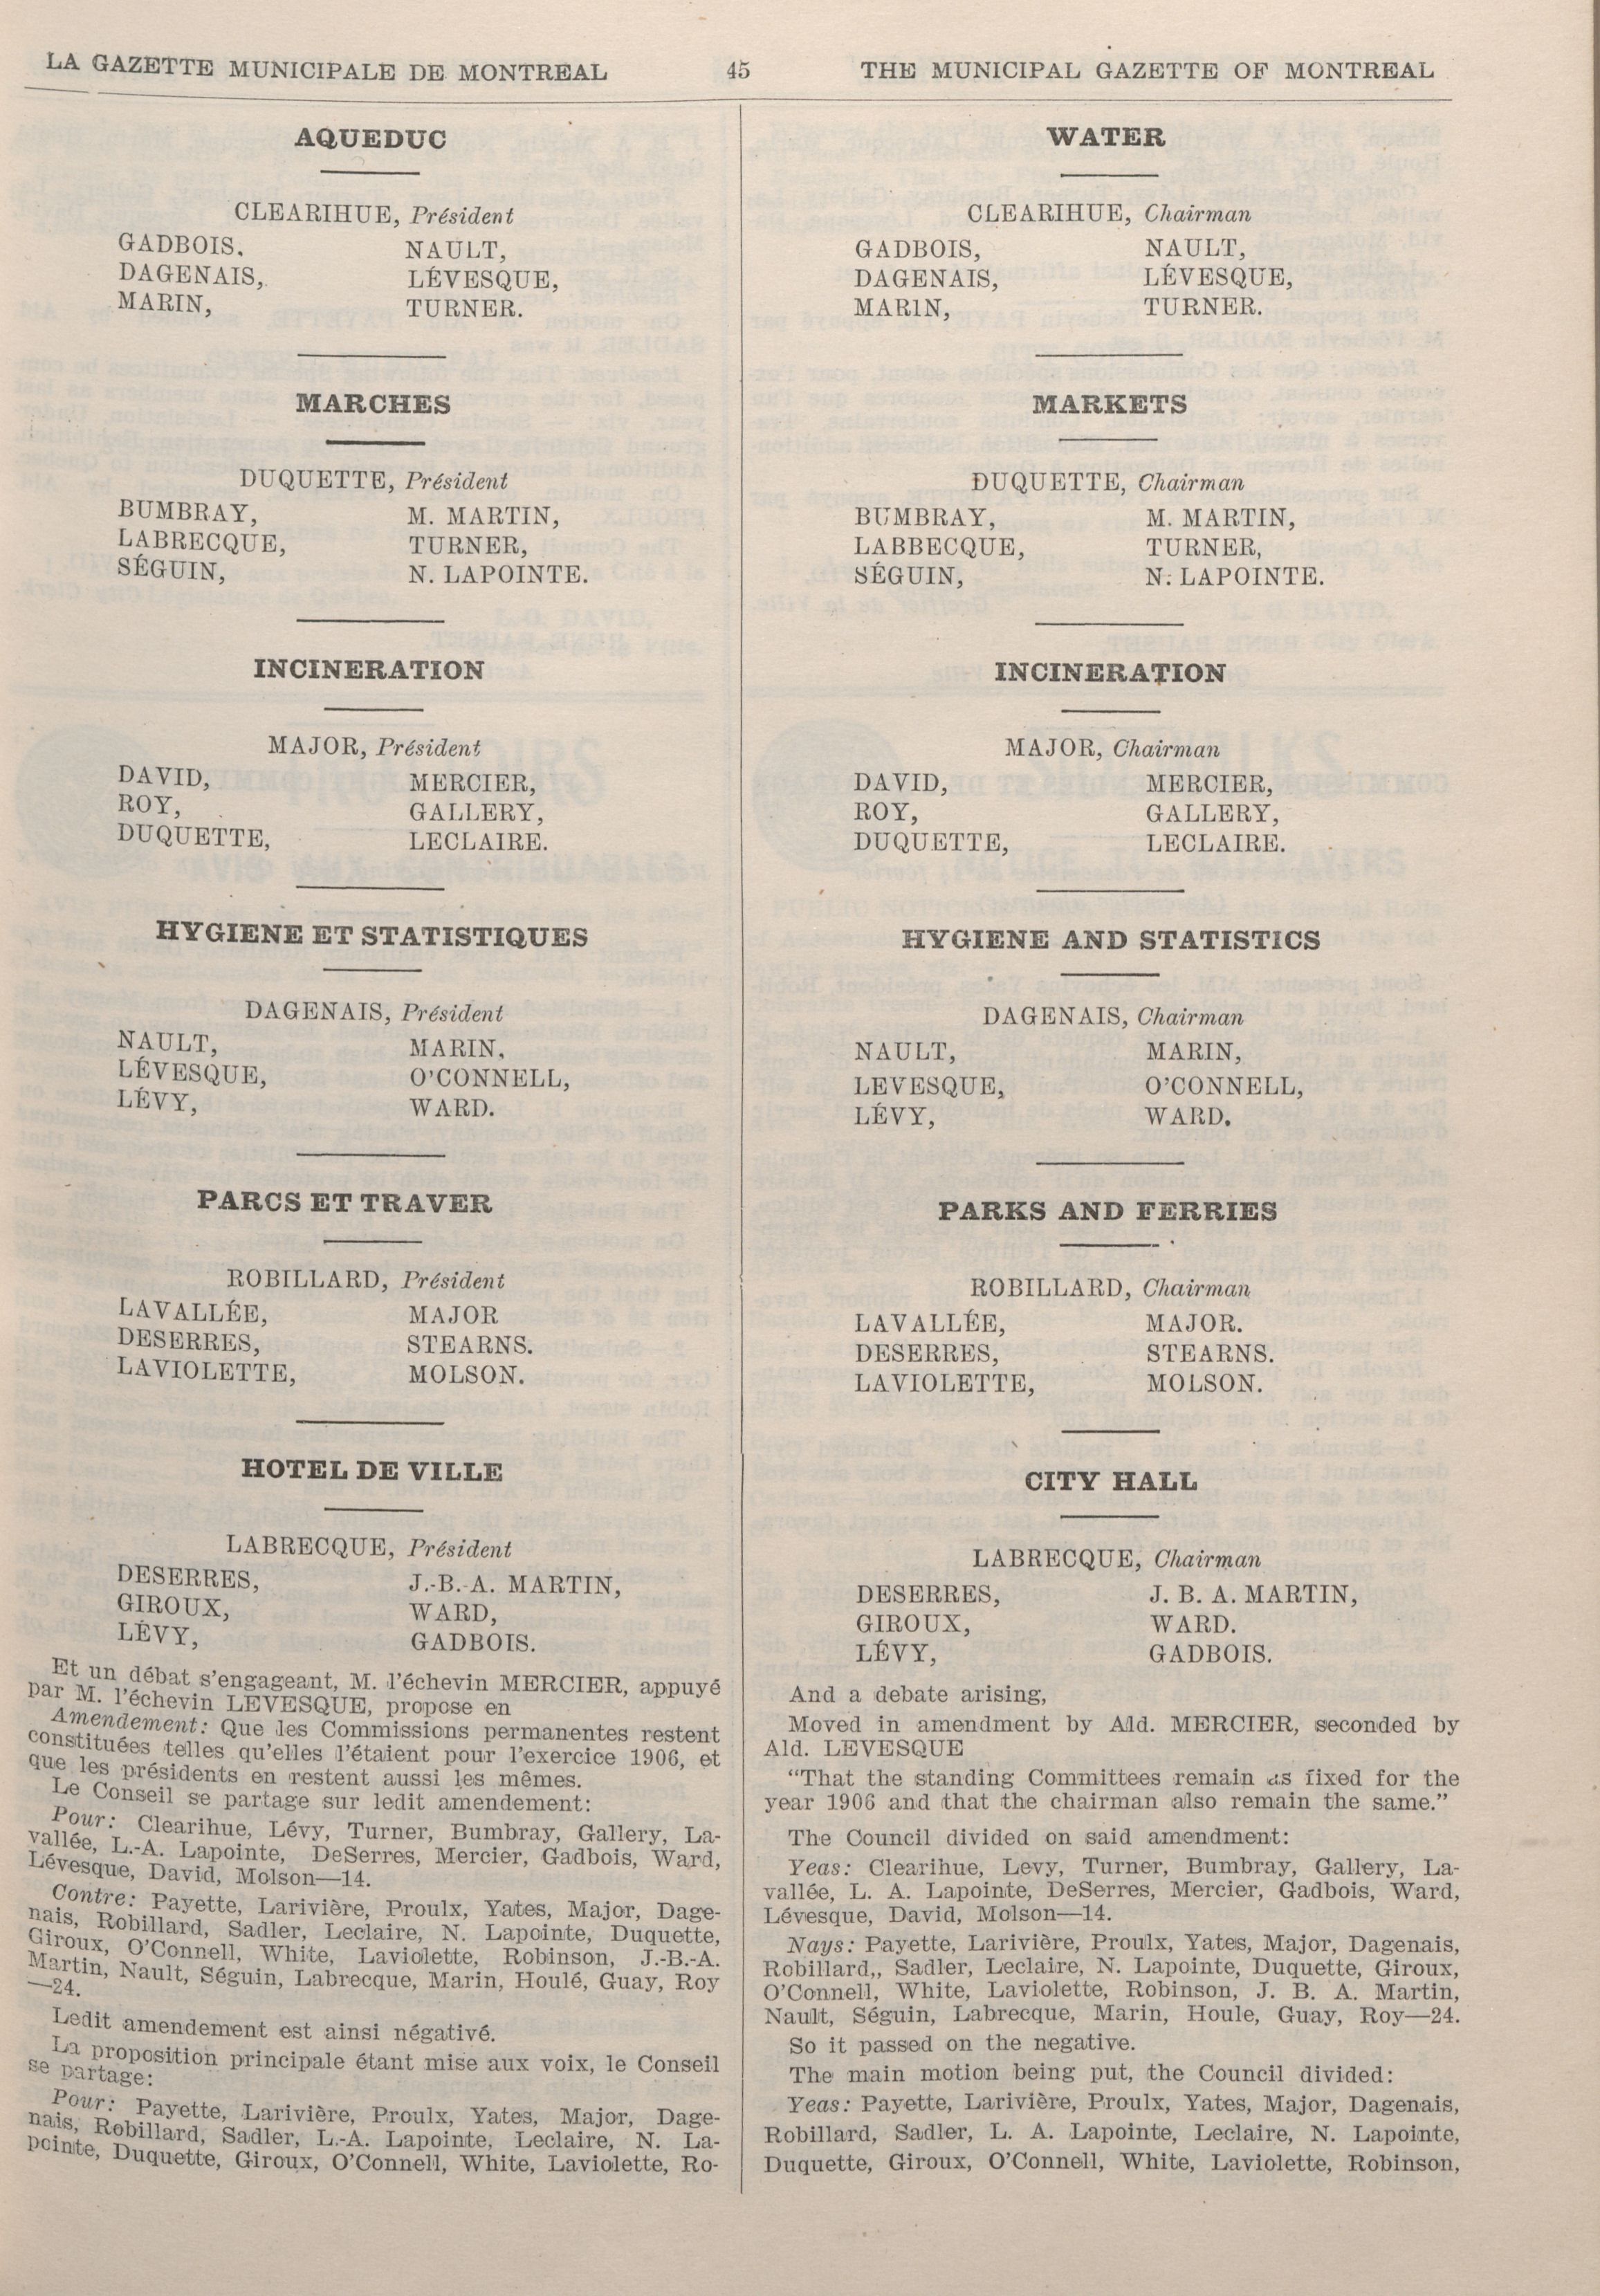 LA GAZETTE MUNICIPALE DE MONTREAL 45 THE MUNICIPAL GAZETTE OF MONTREAL
AQUEDUC
CLEARIHUE, Président
GADBOIS. NAULT,
DAGENAIS, LÉVESQUE,
MARIN, TURNER.
MARCHES
DUQUETTE, Président
BUMBRAY, M. MARTIN,
LABRECQUE, TURNER,
SÉGUIN, N. LAPOINTE.
INCINERATION
MAJOR, Président
DAVID, MERCIER,
ROY, GALLERY,
DUQUETTE, LECLAIRE.
HYGIENE ET STATISTIQUES
DAGENAIS, Président
NAULT, MARIN,
LÉVESQUE, O'CONNELL,
LÉVY, WARD.
PARCS ET TRAVER
ROBILLARD, Président
LAVALLÉE, MAJOR
DESERRES, STEARNS.
LAVIOLETTE, MOLSON.
HOTEL DE VILLE
LABRECQUE, Président
DESERRES, J.-B.-A. MARTIN,
GIROUX, WARD,
LÉVY, GADBOIS.
Et un débat s'engageant, M. l'échevin MERCIER, appuyé
par M. l'échevin LEVESQUE, propose en
Amendement: Que les Commissions permanentes restent
constituées telles qu'elles l'étaient pour l'exercice 1906, et
que les présidents en restent aussi les mêmes.
Le Conseil se partage sur ledit amendement:
Pour: Clearihue, Lévy, Turner, Bumbray, Gallery, La-
vallée, L.-A. Lapointe, DeSerres, Mercier, Gadbois, Ward,
Lévesque, David, Molson—14.
Contre: Payette, Larivière, Proulx, Yates, Major, Dage-
nais, Robillard, Sadler, Leclaire, N. Lapointe, Duquette,
Giroux, O'Connell, White, Laviolette, Robinson, J.-B.-A.
Martin, Nault, Séguin, Labrecque, Marin, Houlé, Guay, Roy
—24.
Ledit amendement est ainsi négativé.
La proposition principale étant mise aux voix, le Conseil
se partage:
Pour: Payette, Larivière, Proulx, Yates, Major, Dage-
nais, Robillard, Sadler, L.-A. Lapointe, Leclaire, N. La-
pointe, Duquette, Giroux, O'Connell, White, Laviolette, Ro-
WATER
CLEARIHUE, Chairman
GADBOIS, NAULT,
DAGENAIS, LÉVESQUE,
MARIN, TURNER.
MARKETS
DUQUETTE, Chairman
BUMBRAY, M. MARTIN,
LABBECQUE, TURNER,
SÉGUIN, N. LAPOINTE.
INCINERATION
MAJOR, Chairman
DAVID, MERCIER,
ROY, GALLERY,
DUQUETTE, LECLAIRE.
HYGIENE AND STATISTICS
DAGENAIS, Chairman
NAULT, MARIN,
LEVESQUE, O'CONNELL,
LÉVY, WARD.
PARKS AND FERRIES
ROBILLARD, Chairman
LAVALLÉE, MAJOR.
DESERRES, STEARNS.
LAVIOLETTE, MOLSON.
CITY HALL
LABRECQUE, Chairman
DESERRES, J. B. A. MARTIN,
GIROUX, WARD.
LÉVY, GADBOIS.
And a debate arising,
Moved in amendment by Ald. MERCIER, seconded by
Ald. LEVESQUE
"That the standing Committees remain as fixed for the
year 1906 and that the chairman also remain the same."
The Council divided on said amendment:
Yeas: Clearihue, Levy, Turner, Bumbray, Gallery, La-
vallée, L. A. Lapointe, DeSerres, Mercier, Gadbois, Ward,
Lévesque, David, Molson—14.
Nays: Payette, Larivière, Proulx, Yates, Major, Dagenais,
Robillard,, Sadler, Leclaire, N. Lapointe, Duquette, Giroux,
O'Connell, White, Laviolette, Robinson, J. B. A. Martin,
Nault, Séguin, Labrecque, Marin, Houle, Guay, Roy—24.
So it passed on the negative.
The main motion being put, the Council divided:
Yeas: Payette, Larivière, Proulx, Yates, Major, Dagenais,
Robillard, Sadler, L. A. Lapointe, Leclaire, N. Lapointe,
Duquette, Giroux, O'Connell, White, Laviolette, Robinson,